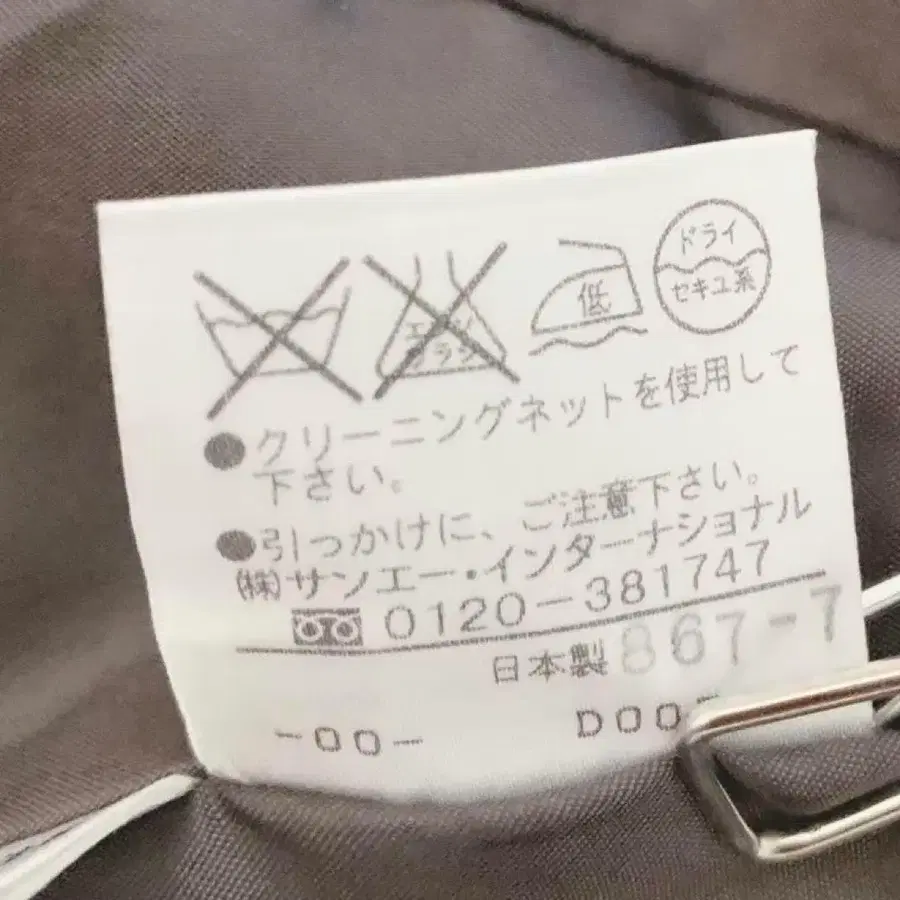 エンソ
サラシ
低
ドライ
セキユ系
●クリーニングネットを使用して
下さい。
●引っかけに、ご注意下さい。
(株)サンエー・インターナショナル
0120-381747
日本製 867-7
-00-
D00